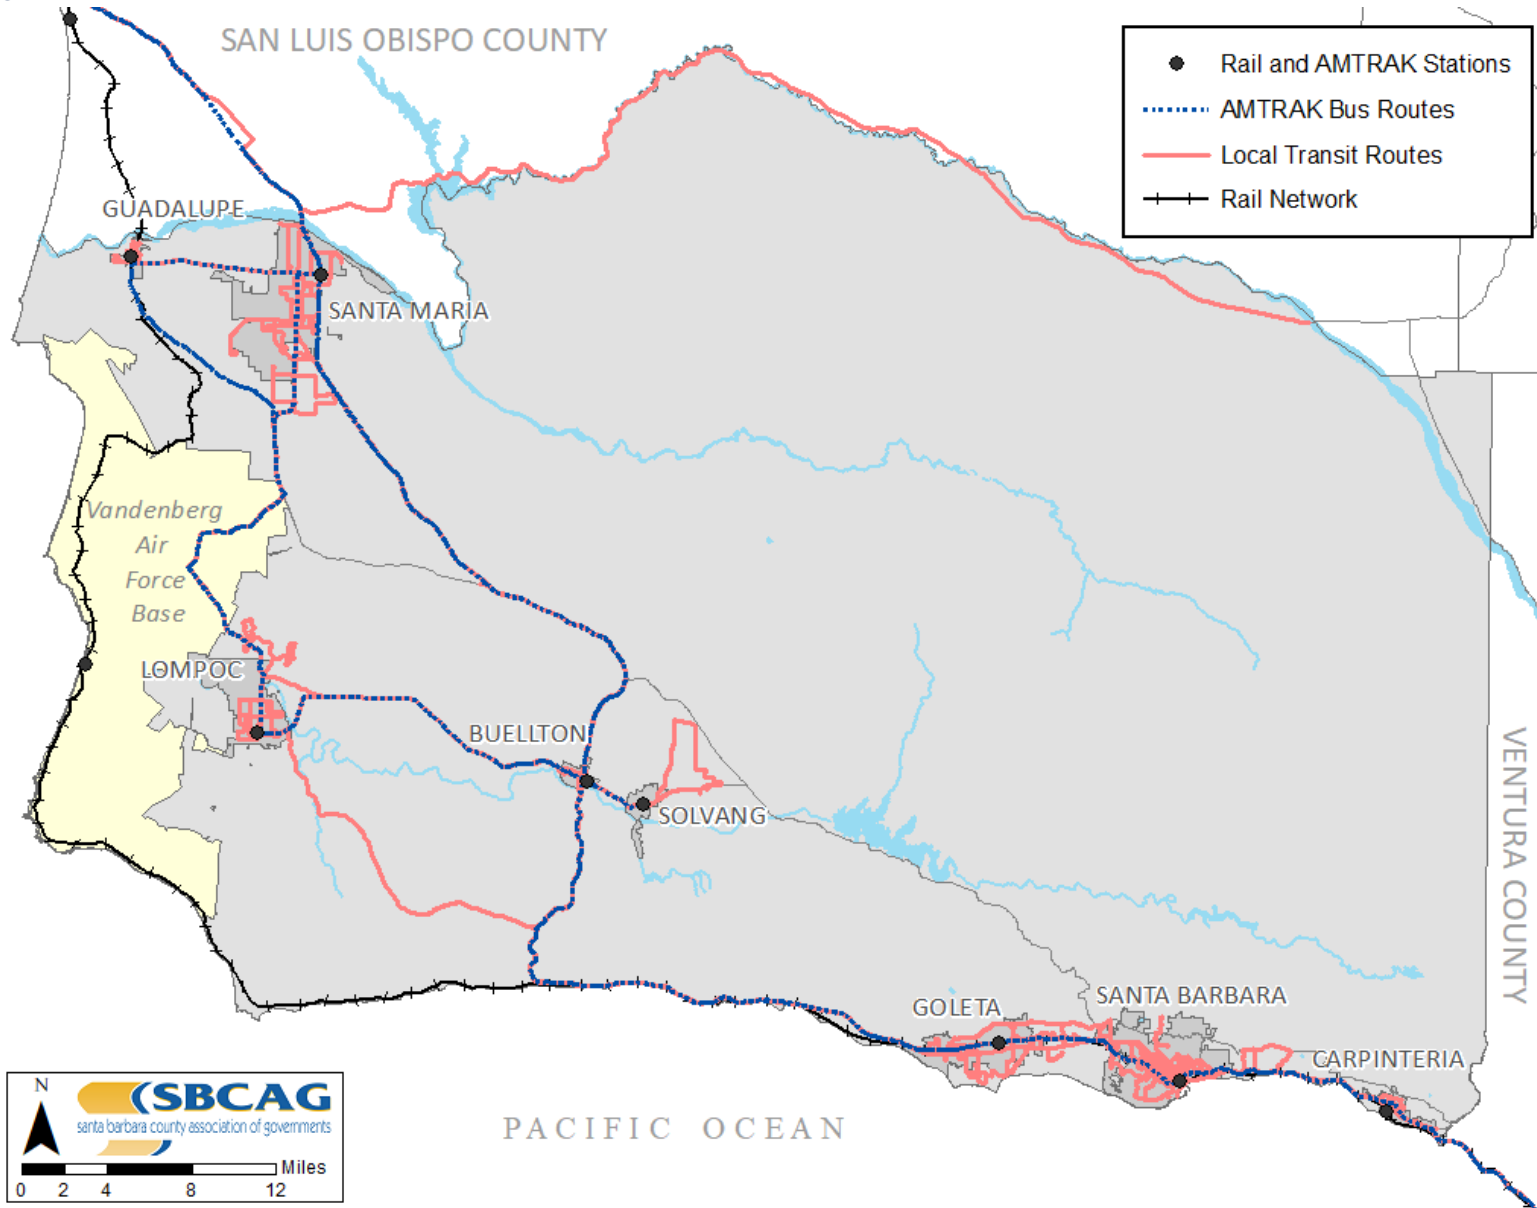 SAN LUIS OBISPO COUNTY
Rail and AMTRAK Stations
AMTRAK Bus Routes
Local Transit Routes
Rail Network
GUADALUPE
SANTA MARIA
Vandenberg
Air
Force
Base
LOMPOC
BUELLTON
SOLVANG
VENTURA COUNTY
GOLETA
SANTA BARBARA
CARPINTERIA
PACIFIC OCEAN
N
SBCAG
santa barbara county association of governments
Miles
0 2 4 8 12